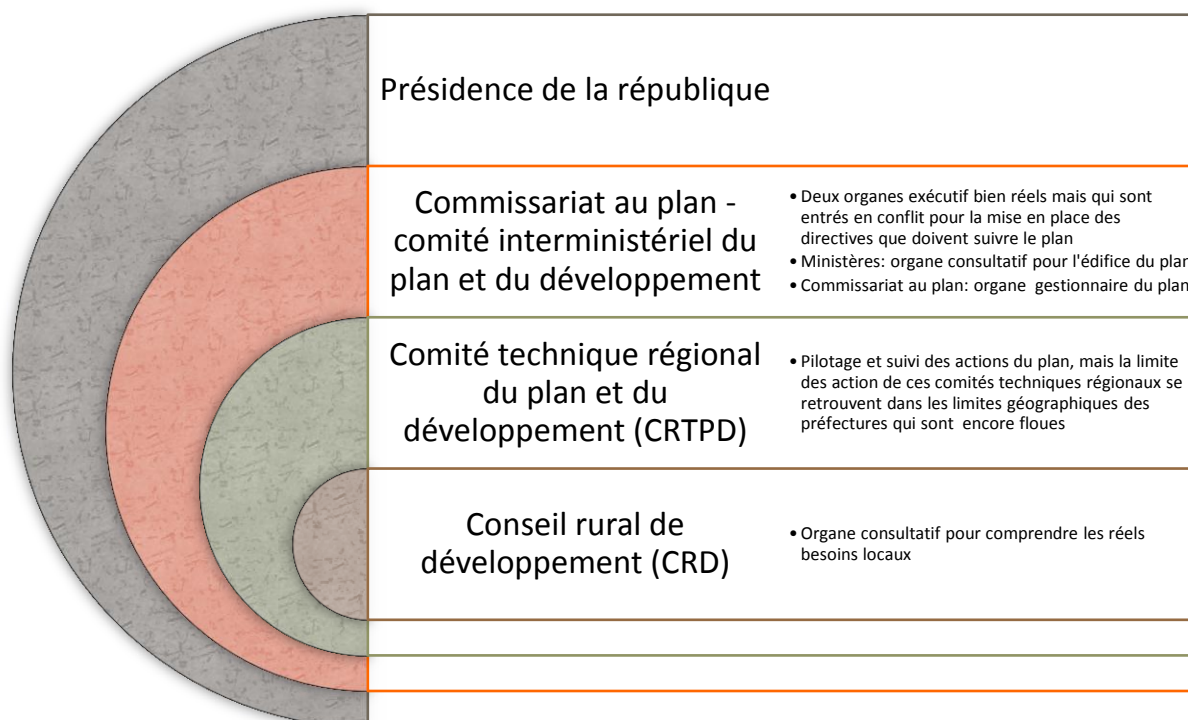 Présidence de la république
Commissariat au plan -
comité interministériel du
plan et du développement
• Deux organes exécutif bien réels mais qui sont
entrés en conflit pour la mise en place des
directives que doivent suivre le plan
• Ministères: organe consultatif pour l'édifice du plan
• Commissariat au plan: organe gestionnaire du plan
Comité technique régional
du plan et du
développement (CRTPD)
• Pilotage et suivi des actions du plan, mais la limite
des action de ces comités techniques régionaux se
retrouvent dans les limites géographiques des
préfectures qui sont encore floues
Conseil rural de
développement (CRD)
• Organe consultatif pour comprendre les réels
besoins locaux